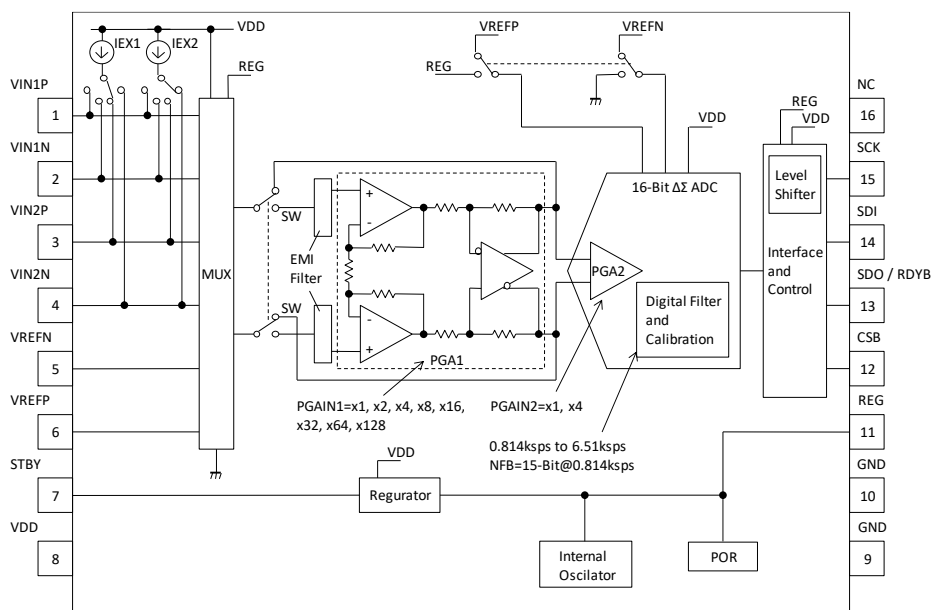 VDD
IEX1
IEX2
REG
VREFP
VREFN
REG
VDD
VIN1P
1
VIN1N
2
VIN2P
3
VIN2N
4
VREFN
5
VREFP
6
STBY
7
VDD
8
MUX
SW
SW
EMI
Filter
+
-
-
+
PGA1
PGAIN1=x1, x2, x4, x8, x16,
x32, x64, x128
16-Bit ΔΣ ADC
PGA2
Digital Filter
and
Calibration
PGAIN2=x1, x4
0.814ksps to 6.51ksps
NFB=15-Bit@0.814ksps
VDD
Regurator
Internal
Oscilator
POR
REG
VDD
Level
Shifter
Interface
and
Control
NC
16
SCK
15
SDI
14
SDO / RDYB
13
CSB
12
REG
11
GND
10
GND
9